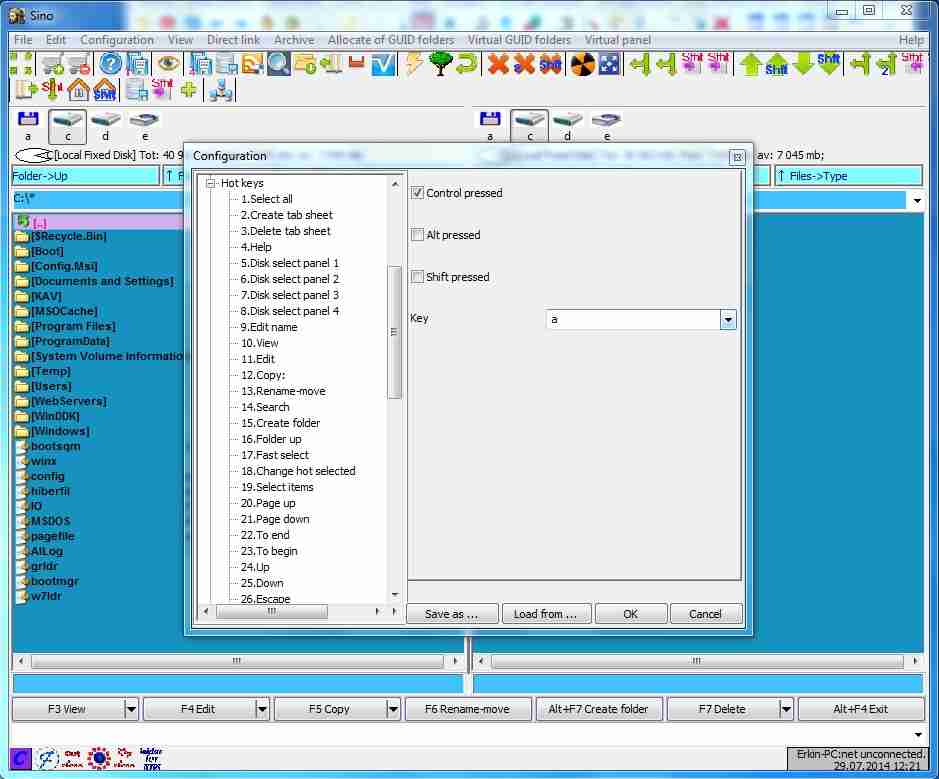 Sino
File Edit Configuration View Direct link Archive Allocate of GUID folders Virtual GUID folders Virtual panel Help
a c d e a c d e
C[Local Fixed Disk] Tot: 40 9
av: 7 045 mb;
Folder->Up
↑ F
↑ Files->Type
C:\*
[..]
[$Recycle.Bin]
[Boot]
[Config.Msi]
[Documents and Settings]
[KAV]
[MSOCache]
[Program Files]
[ProgramData]
[System Volume Informatio
[Temp]
[Users]
[WebServers]
[WinDDK]
[Windows]
bootsqm
winx
config
hiberfil
IO
MSDOS
pagefile
AILog
grldr
bootmgr
w7ldr
Configuration
Hot keys
1.Select all
2.Create tab sheet
3.Delete tab sheet
4.Help
5.Disk select panel 1
6.Disk select panel 2
7.Disk select panel 3
8.Disk select panel 4
9.Edit name
10.View
11.Edit
12.Copy:
13.Rename-move
14.Search
15.Create folder
16.Folder up
17.Fast select
18.Change hot selected
19.Select items
20.Page up
21.Page down
22.To end
23.To begin
24.Up
25.Down
26.Escape
Control pressed
Alt pressed
Shift pressed
Key a
Save as ... Load from ... OK Cancel
F3 View F4 Edit F5 Copy F6 Rename-move Alt+F7 Create folder F7 Delete Alt+F4 Exit
Erkin-PC:net unconnected.
29.07.2014 12:21